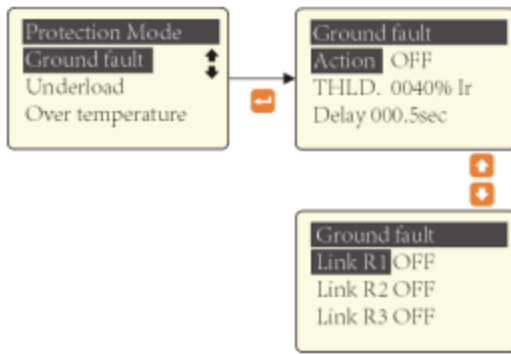 Protection Mode
Ground fault
Underload
Over temperature
Ground fault
Action OFF
THLD. 0040% Ir
Delay 000.5sec
Ground fault
Link R1 OFF
Link R2 OFF
Link R3 OFF